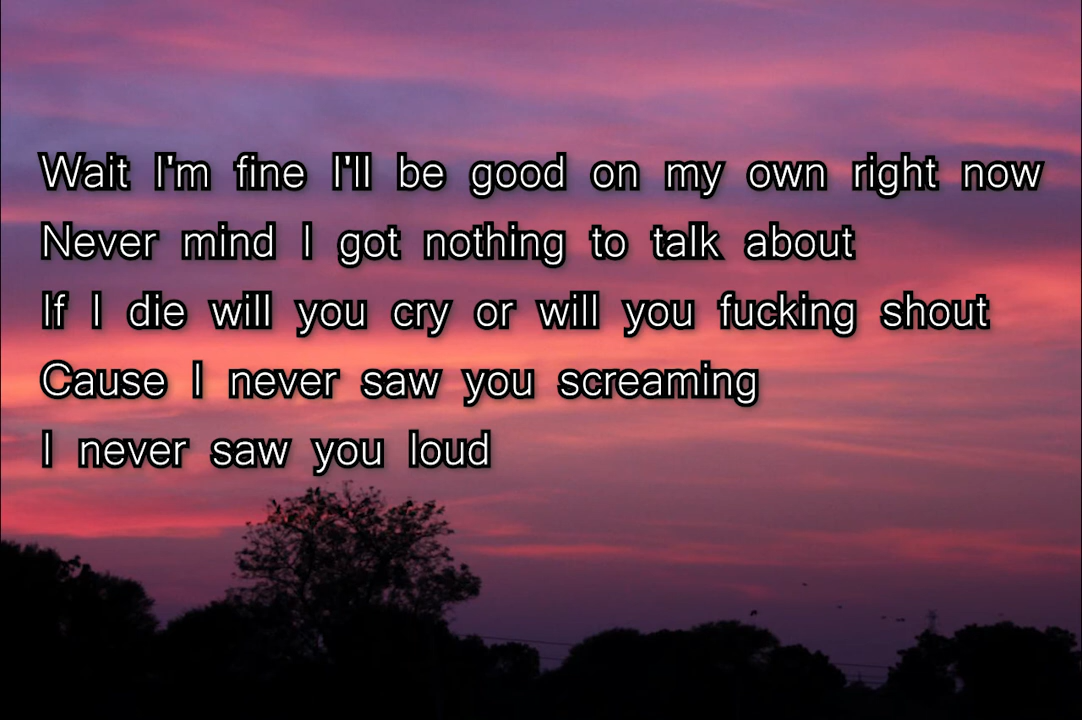 Wait I'm fine I'll be good on my own right now
Never mind I got nothing to talk about
If I die will you cry or will you fucking shout
Cause I never saw you screaming
I never saw you loud